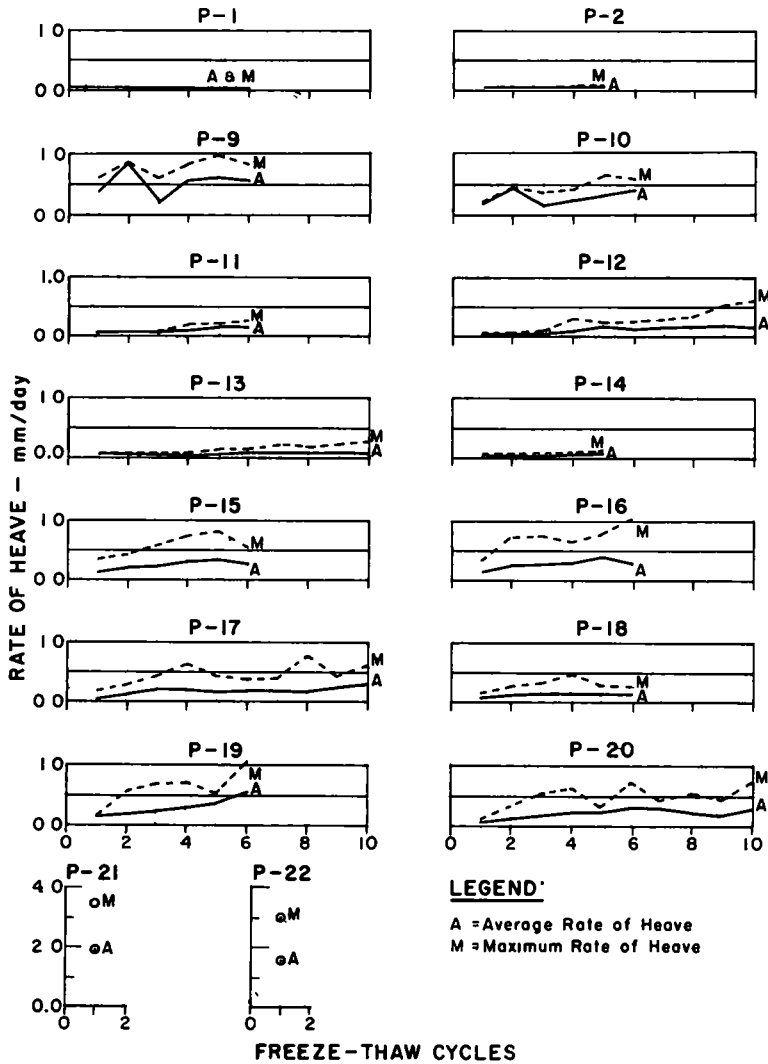 P-1
P-2
1 0
0 0
A & M
M
A
P-9
P-10
1 0
0 0
M
A
M
A
P-11
P-12
1.0
0 0
M
A
M
A
P-13
P-14
1 0
0 0
M
A
M
A
P-15
P-16
1 0
0 0
M
A
M
A
P-17
P-18
1 0
0 0
M
A
M
A
P-19
P-20
1 0
0 0
M
A
M
A
0 2 4 6 8 10
0 2 4 6 8 10
RATE OF HEAVE - mm/day
P-21
P-22
4 0
2 0
0.0
M
A
M
A
0 2
0 2
LEGEND:
A = Average Rate of Heave
M = Maximum Rate of Heave
FREEZE-THAW CYCLES